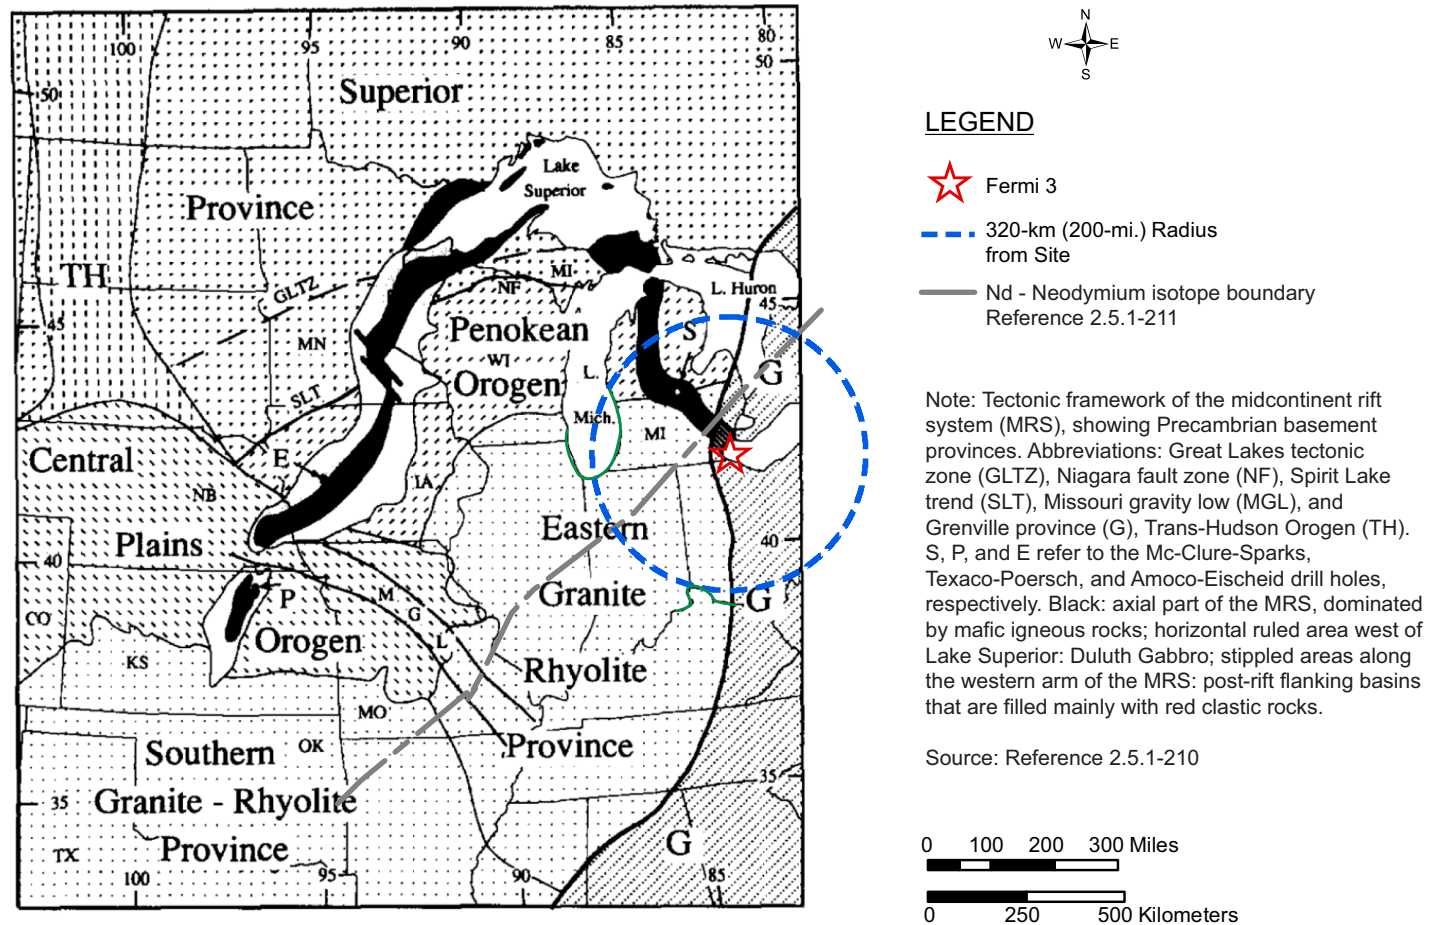 100
95
90
85
80
50
50
Superior
Lake
Superior
Province
TH
GLTZ
MI
NF
L. Huron
45
45
MN
Penokean
WI
Orogen
S
L.
G
SLT
Mich.
MI
Central
E
NB
IA
Plains
Eastern
40
40
P
M
Granite
G
CO
G
L
Orogen
KS
Rhyolite
MO
Southern
OK
Province
35
35
Granite - Rhyolite
Province
TX
G
100
95
90
85
N
W
E
S
LEGEND
Fermi 3
320-km (200-mi.) Radius
from Site
Nd - Neodymium isotope boundary
Reference 2.5.1-211
Note: Tectonic framework of the midcontinent rift
system (MRS), showing Precambrian basement
provinces. Abbreviations: Great Lakes tectonic
zone (GLTZ), Niagara fault zone (NF), Spirit Lake
trend (SLT), Missouri gravity low (MGL), and
Grenville province (G), Trans-Hudson Orogen (TH).
S, P, and E refer to the Mc-Clure-Sparks,
Texaco-Poersch, and Amoco-Eischeid drill holes,
respectively. Black: axial part of the MRS, dominated
by mafic igneous rocks; horizontal ruled area west of
Lake Superior: Duluth Gabbro; stippled areas along
the western arm of the MRS: post-rift flanking basins
that are filled mainly with red clastic rocks.
Source: Reference 2.5.1-210
0 100 200 300 Miles
0 250 500 Kilometers